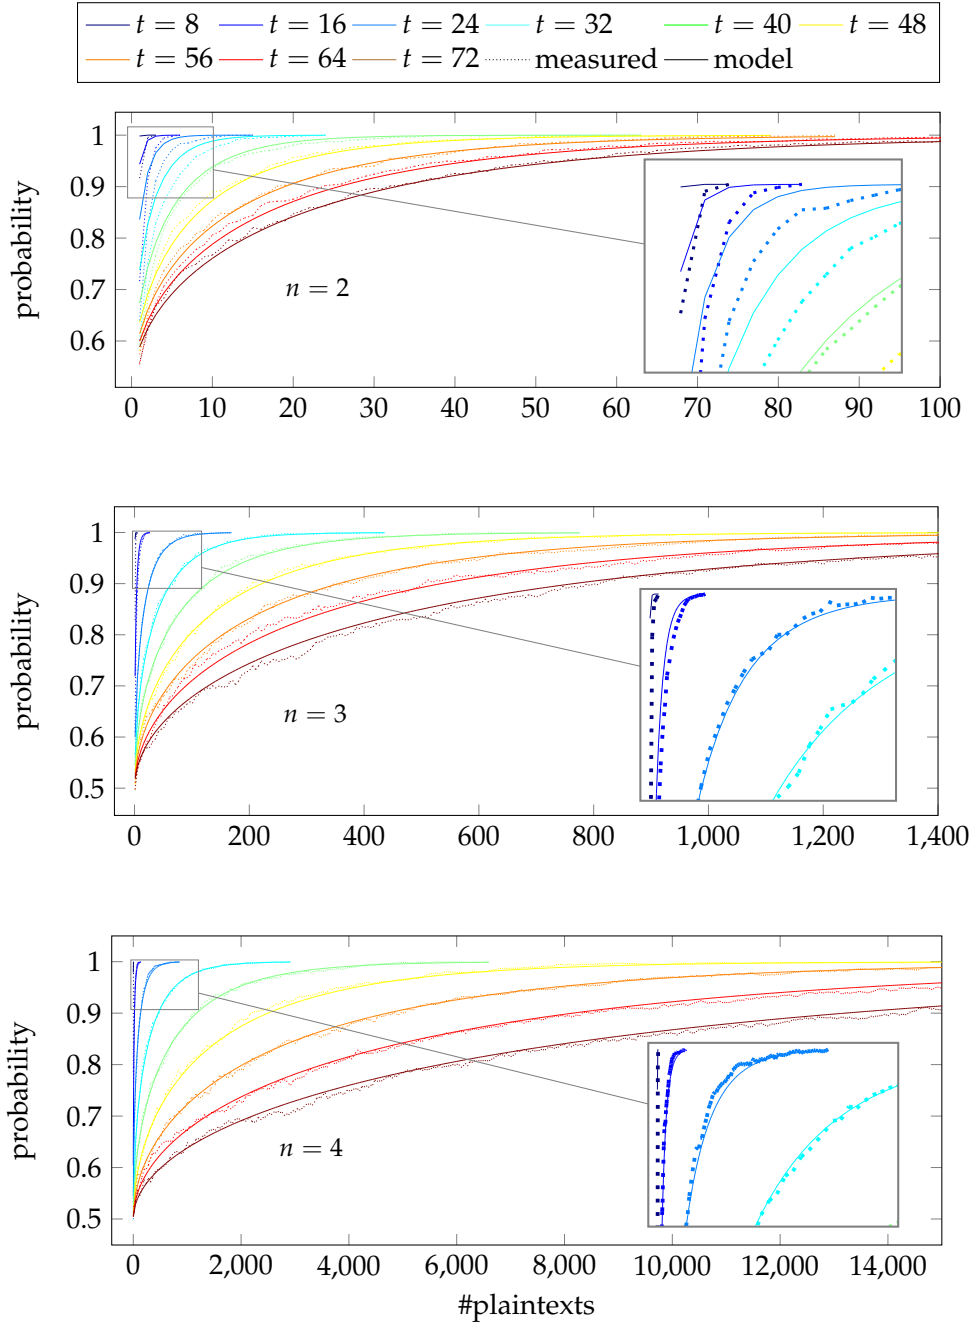 t = 8 t = 16 t = 24 t = 32 t = 40 t = 48
t = 56 t = 64 t = 72 measured model
1
0.9
0.8
0.7
0.6
probability
n = 2
0 10 20 30 40 50 60 70 80 90 100
1
0.9
0.8
0.7
0.6
0.5
probability
n = 3
0 200 400 600 800 1,000 1,200 1,400
1
0.9
0.8
0.7
0.6
0.5
probability
n = 4
0 2,000 4,000 6,000 8,000 10,000 12,000 14,000
#plaintexts